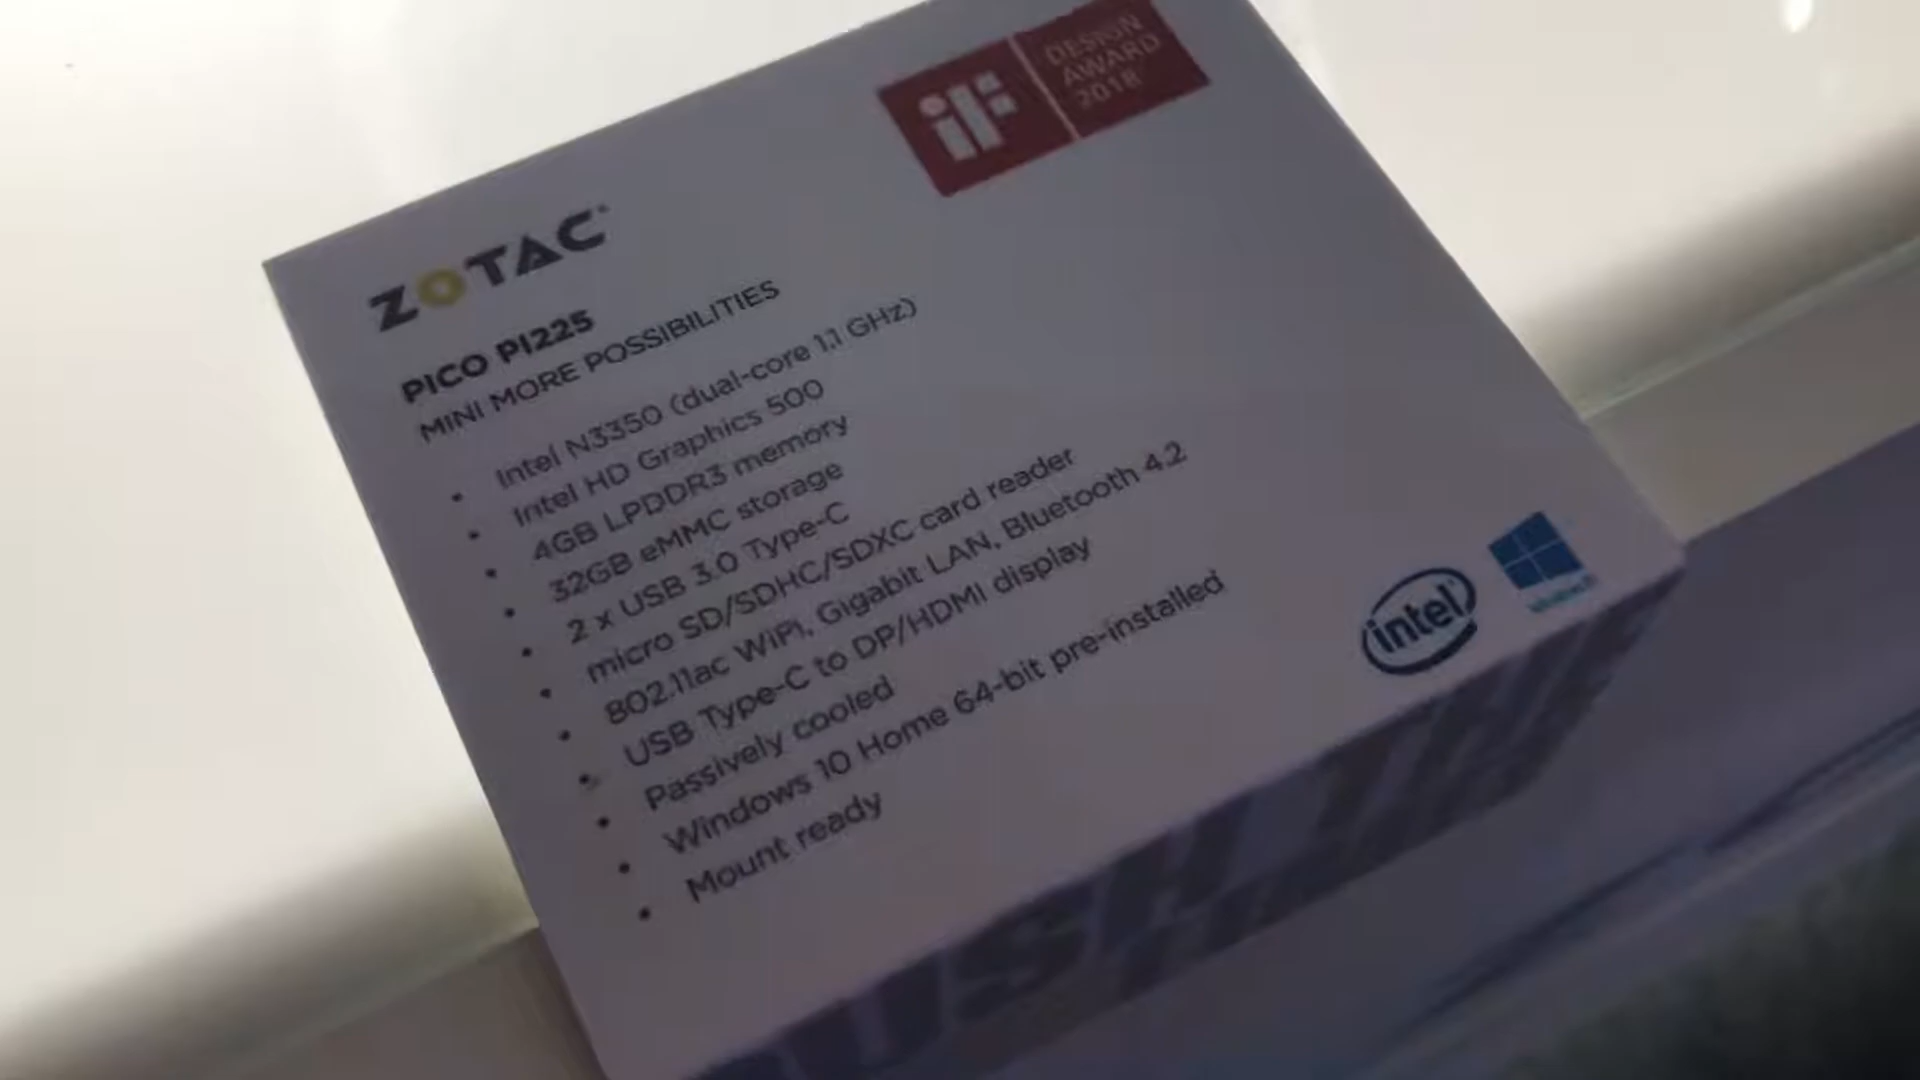 iF
DESIGN
AWARD
2018
ZOTAC
PICO PI225
MINI MORE POSSIBILITIES
• Intel N3350 (dual-core 1.1 GHz)
• Intel HD Graphics 500
• 4GB LPDDR3 memory
• 32GB eMMC storage
• 2 x USB 3.0 Type-C
• micro SD/SDHC/SDXC card reader
• 802.11ac WiFi, Gigabit LAN, Bluetooth 4.2
• USB Type-C to DP/HDMI display
• Passively cooled
• Windows 10 Home 64-bit pre-installed
• Mount ready
intel